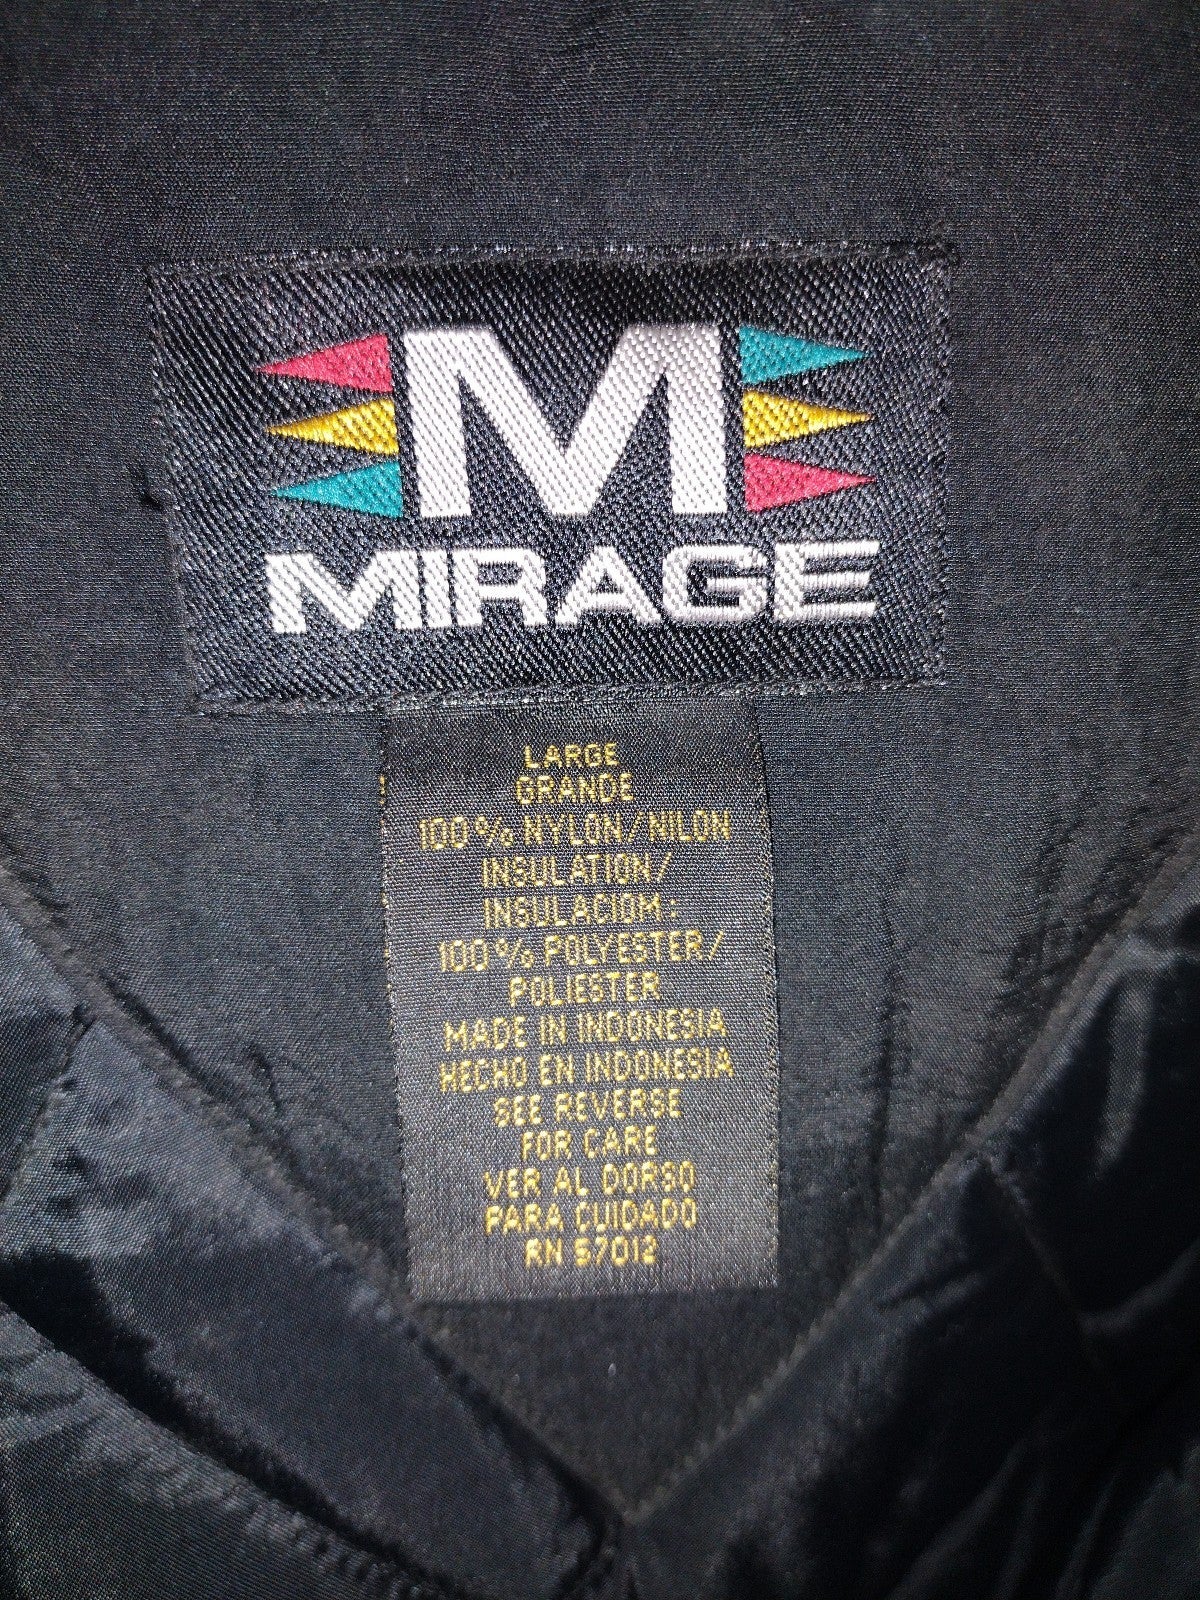 M
MIRAGE
LARGE
GRANDE
100% NYLON/NILON
INSULATION/
INSULACIOM:
100% POLYESTER/
POLIESTER
MADE IN INDONESIA
HECHO EN INDONESIA
SEE REVERSE
FOR CARE
VER AL DORSO
PARA CUIDADO
RN 57012